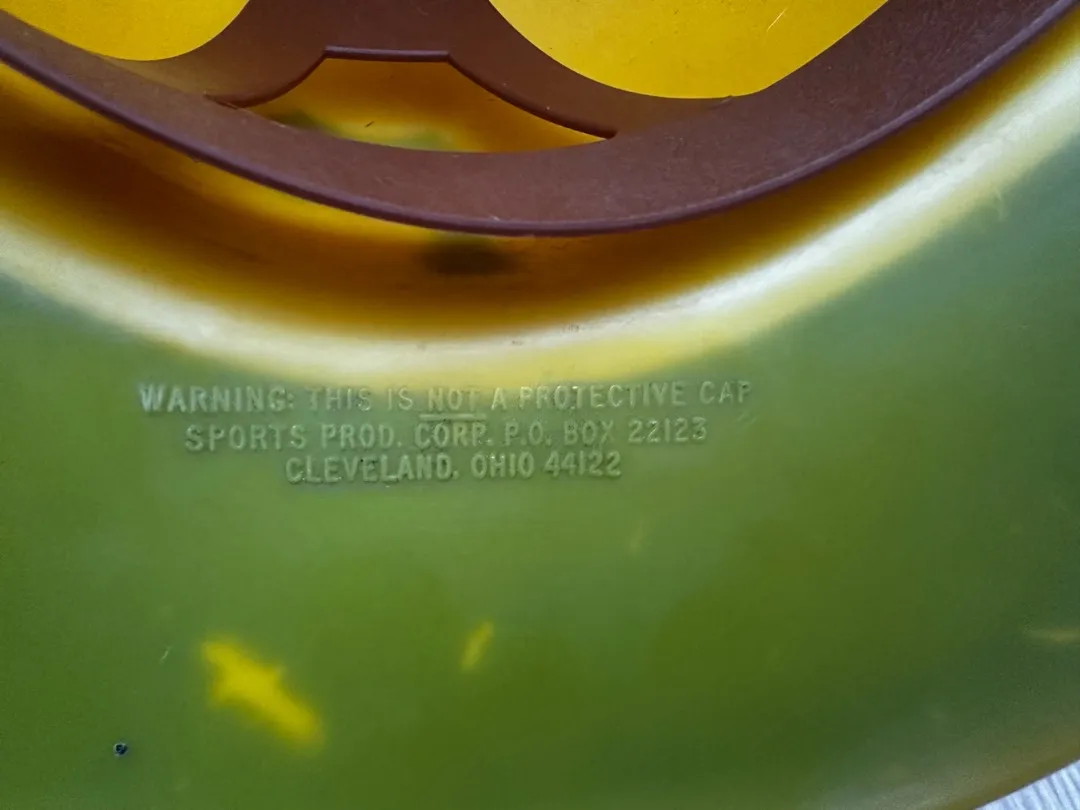 WARNING: THIS IS NOT A PROTECTIVE CAP
SPORTS PROD. CORP. P.O. BOX 22123
CLEVELAND, OHIO 44122